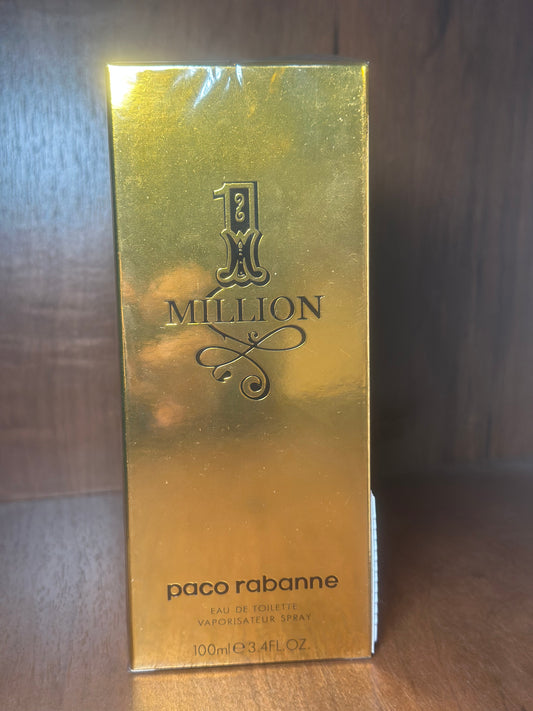 1
MILLION
paco rabanne
EAU DE TOILETTE
VAPORISATEUR SPRAY
100ml ℮ 3.4FL.OZ.